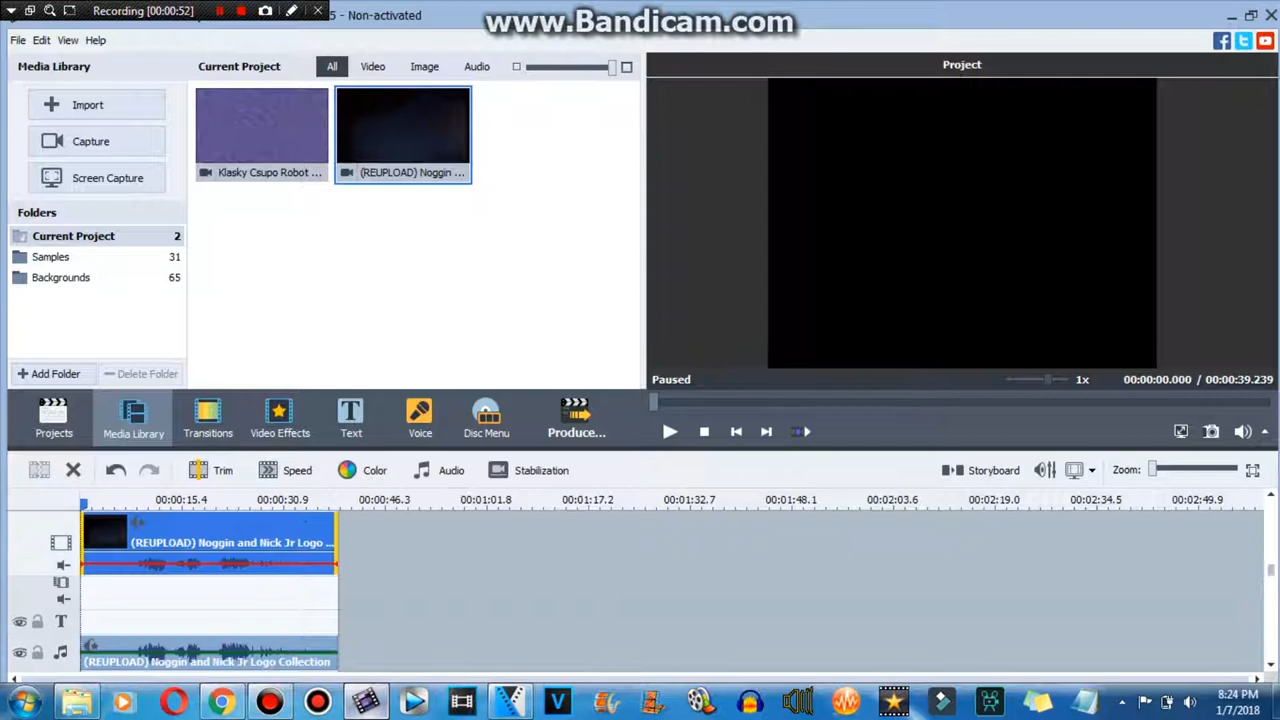 Recording [00:00:52]
5 - Non-activated
www.Bandicam.com
File Edit View Help
Media Library
Import
Capture
Screen Capture
Folders
Current Project 2
Samples 31
Backgrounds 65
Add Folder
Delete Folder
Current Project
All Video Image Audio
Klasky Csupo Robot ...
(REUPLOAD) Noggin ...
Project
Paused
1x
00:00:00.000 / 00:00:39.239
Projects
Media Library
Transitions
Video Effects
Text
Voice
Disc Menu
Produce...
Trim
Speed
Color
Audio
Stabilization
Storyboard
Zoom:
00:00:15.4 00:00:30.9 00:00:46.3 00:01:01.8 00:01:17.2 00:01:32.7 00:01:48.1 00:02:03.6 00:02:19.0 00:02:34.5 00:02:49.9
(REUPLOAD) Noggin and Nick Jr Logo ...
T
(REUPLOAD) Noggin and Nick Jr Logo Collection
8:24 PM
1/7/2018